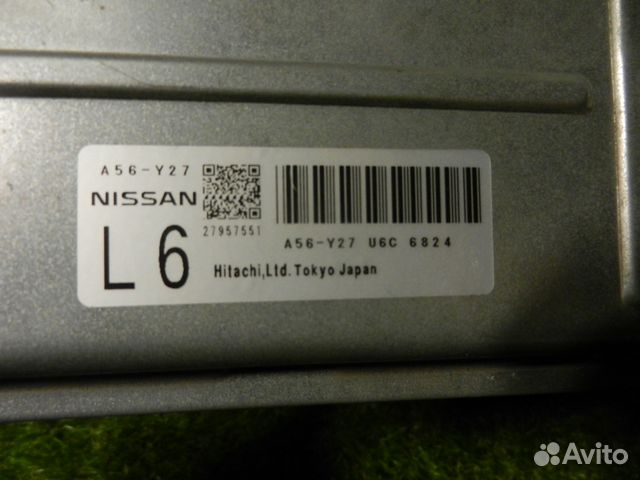 A56-Y27
NISSAN
L6
27957551
A56-Y27 U6C 6824
Hitachi,Ltd. Tokyo Japan
Avito